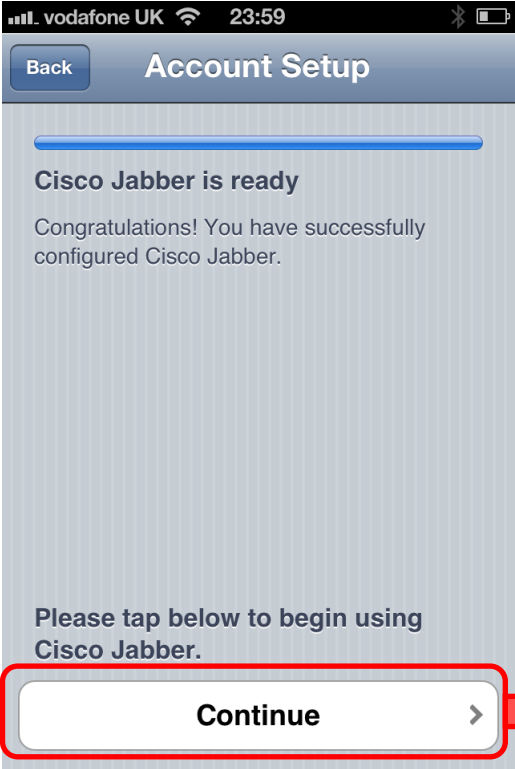 vodafone UK 23:59
Back Account Setup
Cisco Jabber is ready
Congratulations! You have successfully
configured Cisco Jabber.
Please tap below to begin using
Cisco Jabber.
Continue